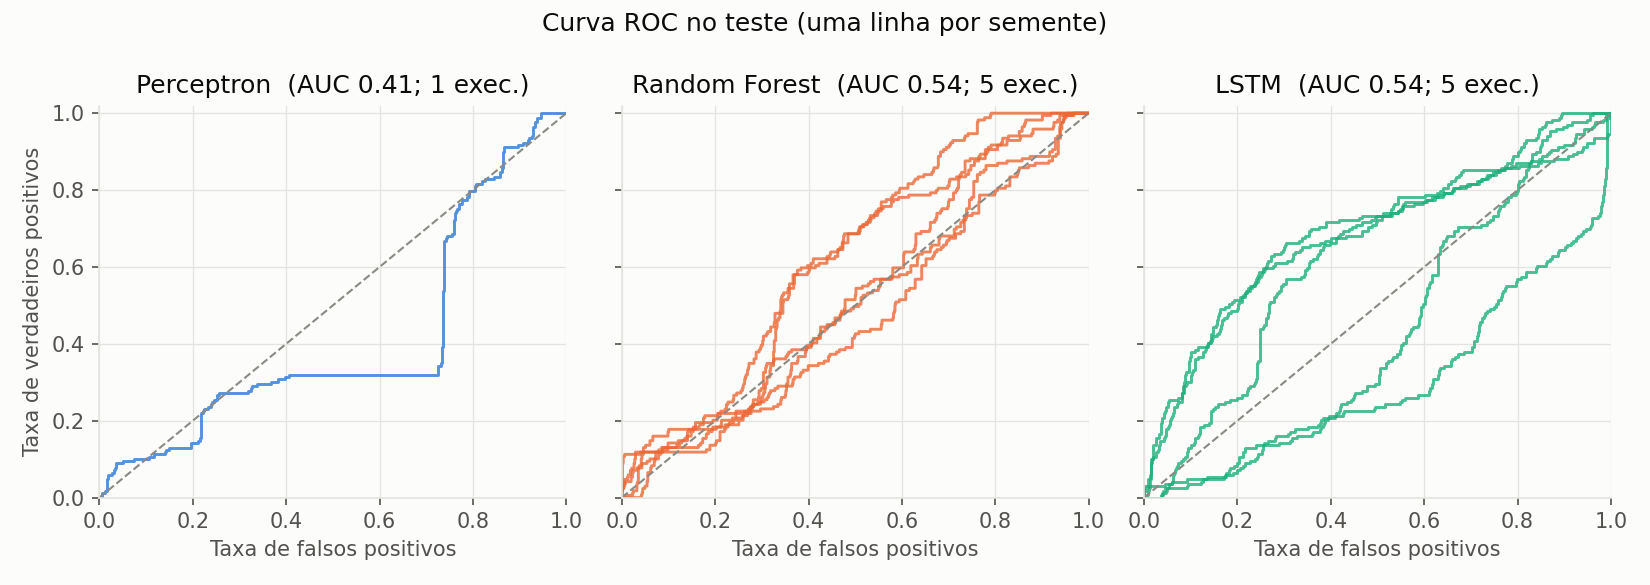 Curva ROC no teste (uma linha por semente)
Perceptron (AUC 0.41; 1 exec.)
Random Forest (AUC 0.54; 5 exec.)
LSTM (AUC 0.54; 5 exec.)
Taxa de verdadeiros positivos
1.0
0.8
0.6
0.4
0.2
0.0
0.0 0.2 0.4 0.6 0.8 1.0
0.0 0.2 0.4 0.6 0.8 1.0
0.0 0.2 0.4 0.6 0.8 1.0
Taxa de falsos positivos
Taxa de falsos positivos
Taxa de falsos positivos